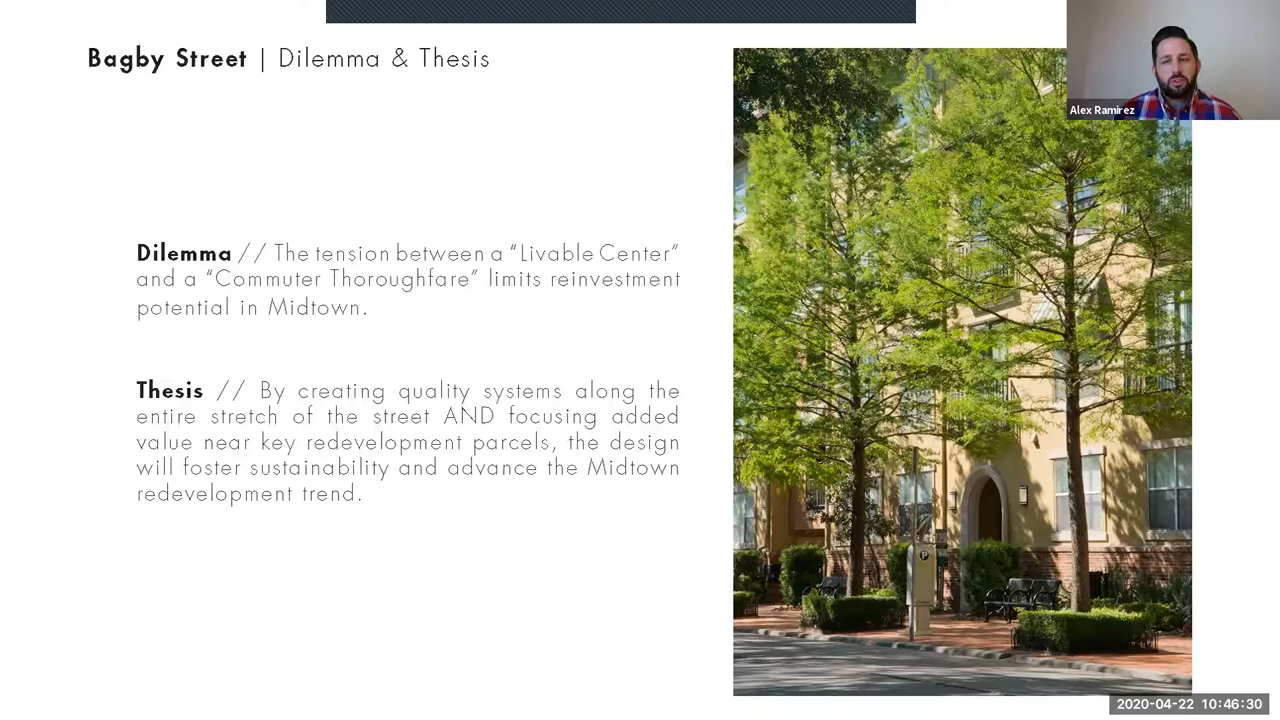 Bagby Street | Dilemma & Thesis
Alex Ramirez
Dilemma // The tension between a “Livable Center”
and a “Commuter Thoroughfare” limits reinvestment
potential in Midtown.
Thesis // By creating quality systems along the
entire stretch of the street AND focusing added
value near key redevelopment parcels, the design
will foster sustainability and advance the Midtown
redevelopment trend.
P
2020-04-22 10:46:30